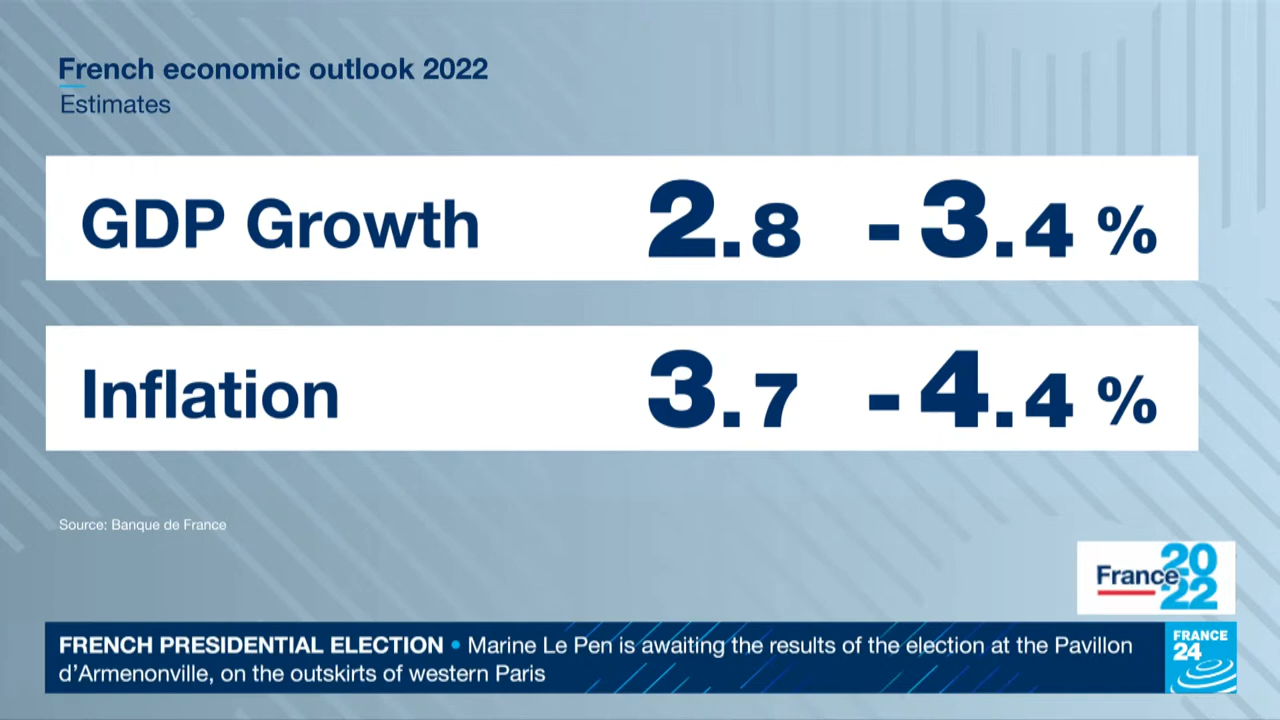 French economic outlook 2022
Estimates
GDP Growth 2.8 - 3.4 %
Inflation 3.7 - 4.4 %
Source: Banque de France
France 20
22
FRENCH PRESIDENTIAL ELECTION • Marine Le Pen is awaiting the results of the election at the Pavillon
d'Armenonville, on the outskirts of western Paris
FRANCE
24